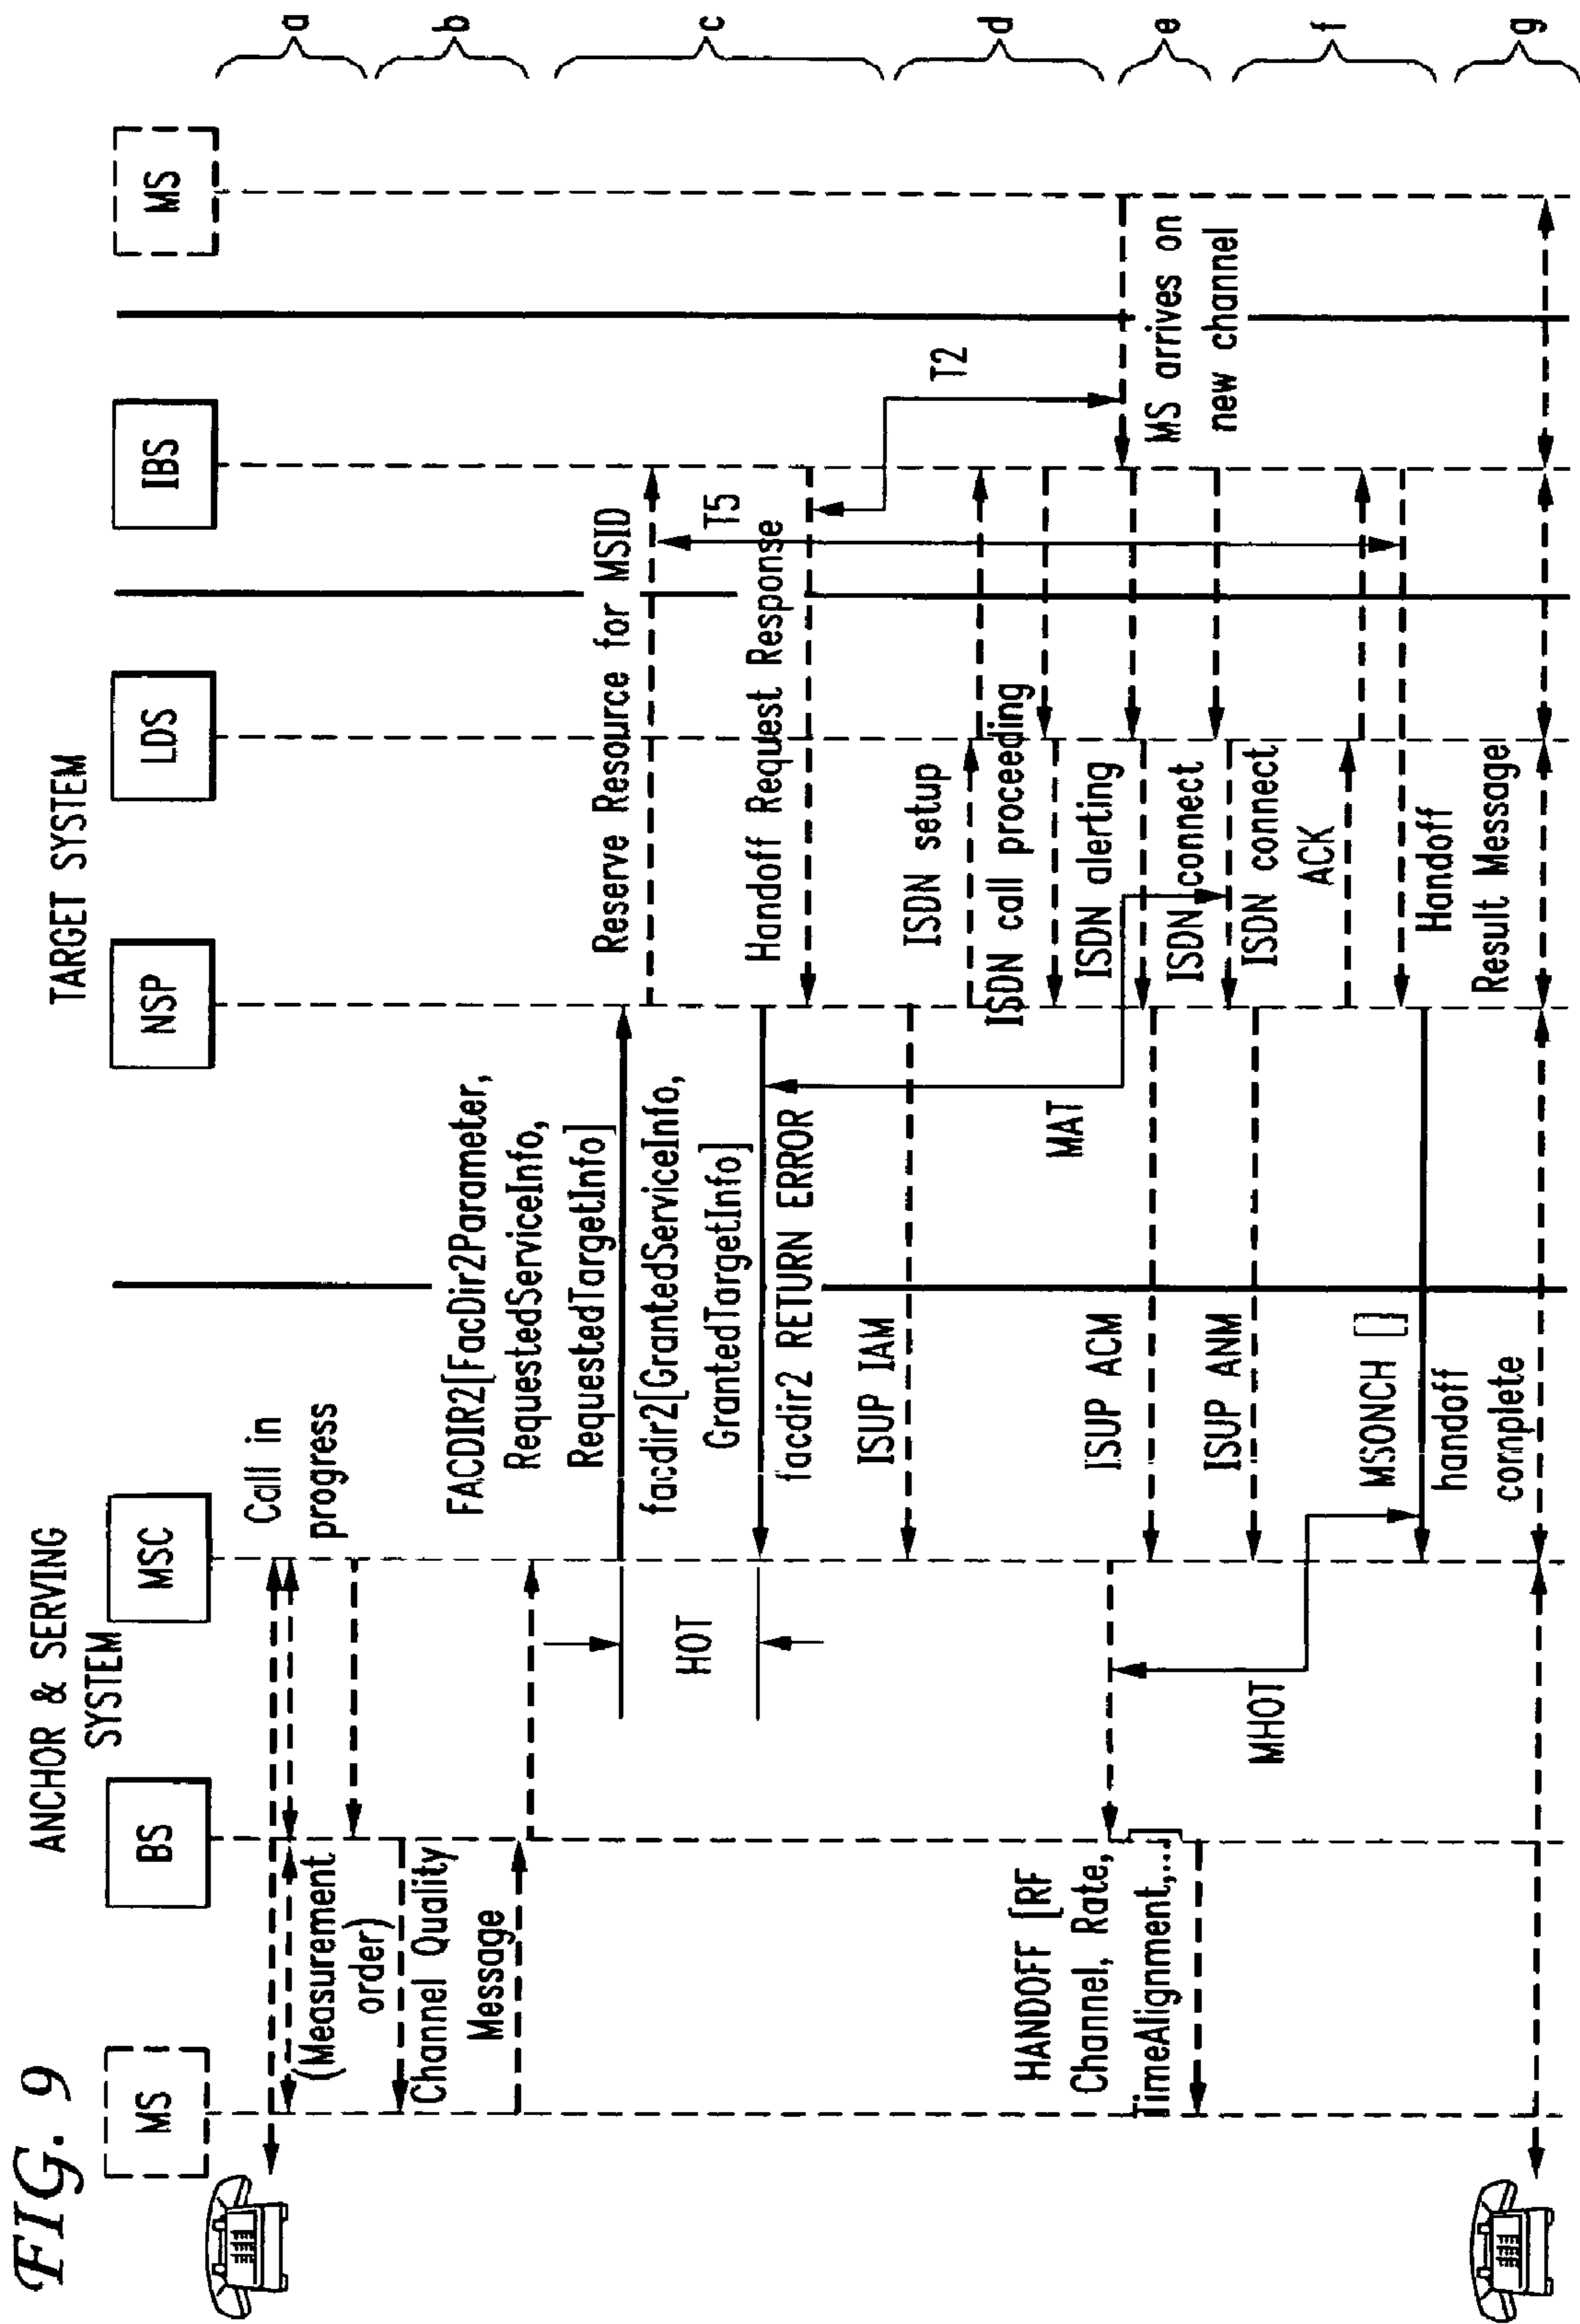 FIG. 9
ANCHOR & SERVING
SYSTEM
TARGET SYSTEM
MS
BS
MSC
NSP
LDS
IBS
MS
Call in
progress
(Measurement
order)
Channel Quality
Message
a
b
FACDIR2[FacDir2Parameter,
RequestedServiceInfo,
RequestedTargetInfo]
Reserve Resource for MSID
HOT
facdir2[GrantedServiceInfo,
GrantedTargetInfo]
facdir2 RETURN ERROR
Handoff Request Response
T5
T2
c
ISUP IAM
ISDN setup
ISDN call proceeding
d
HANDOFF [RF
Channel, Rate,
TimeAlignment,...
MAT
ISUP ACM
ISDN alerting
MS arrives on
new channel
e
ISDN connect
ISUP ANM
ISDN connect
ACK
MHOT
f
MSONCH []
handoff
complete
Handoff
Result Message
g